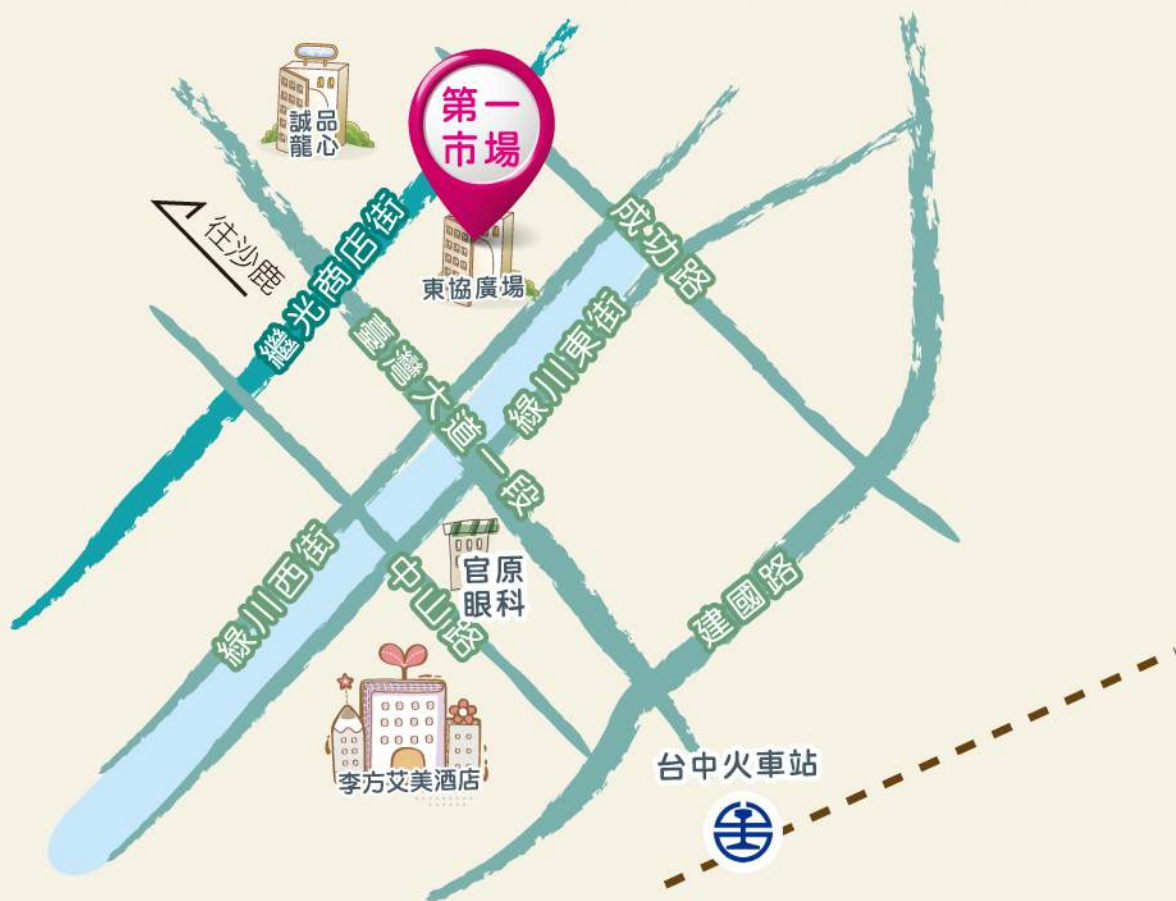 第一
市場
誠品
龍心
往沙鹿
東協廣場
繼光商店街
成功路
臺灣大道一段
綠川東街
綠川西街
中山路
官原
眼科
建國路
李方艾美酒店
台中火車站